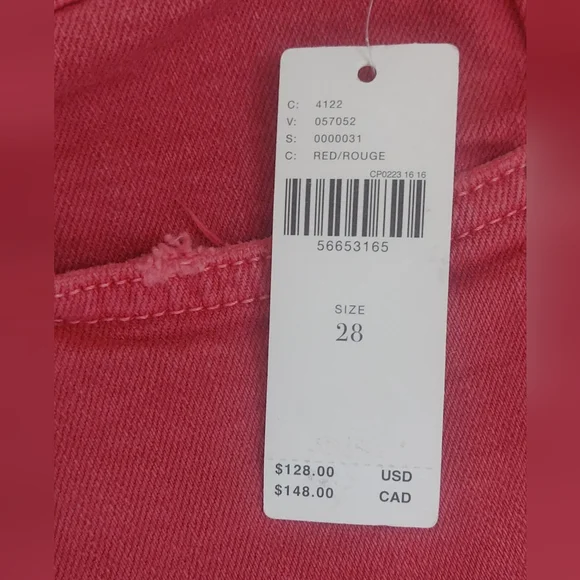 C: 4122
V: 057052
S: 0000031
C: RED/ROUGE
CP0223 16 16
56653165
SIZE
28
$128.00 USD
$148.00 CAD